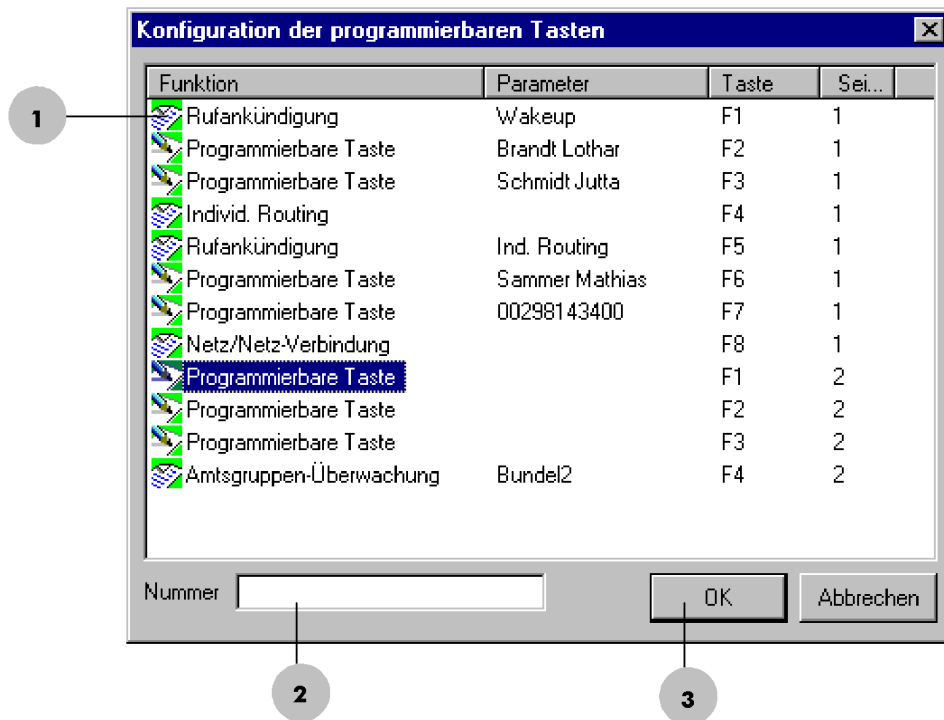 Konfiguration der programmierbaren Tasten
Funktion Parameter Taste Sei...
1
Rufankündigung Wakeup F1 1
Programmierbare Taste Brandt Lothar F2 1
Programmierbare Taste Schmidt Jutta F3 1
Individ. Routing F4 1
Rufankündigung Ind. Routing F5 1
Programmierbare Taste Sammer Mathias F6 1
Programmierbare Taste 00298143400 F7 1
Netz/Netz-Verbindung F8 1
Programmierbare Taste F1 2
Programmierbare Taste F2 2
Programmierbare Taste F3 2
Amtsgruppen-Überwachung Bundel2 F4 2
Nummer OK Abbrechen
2 3